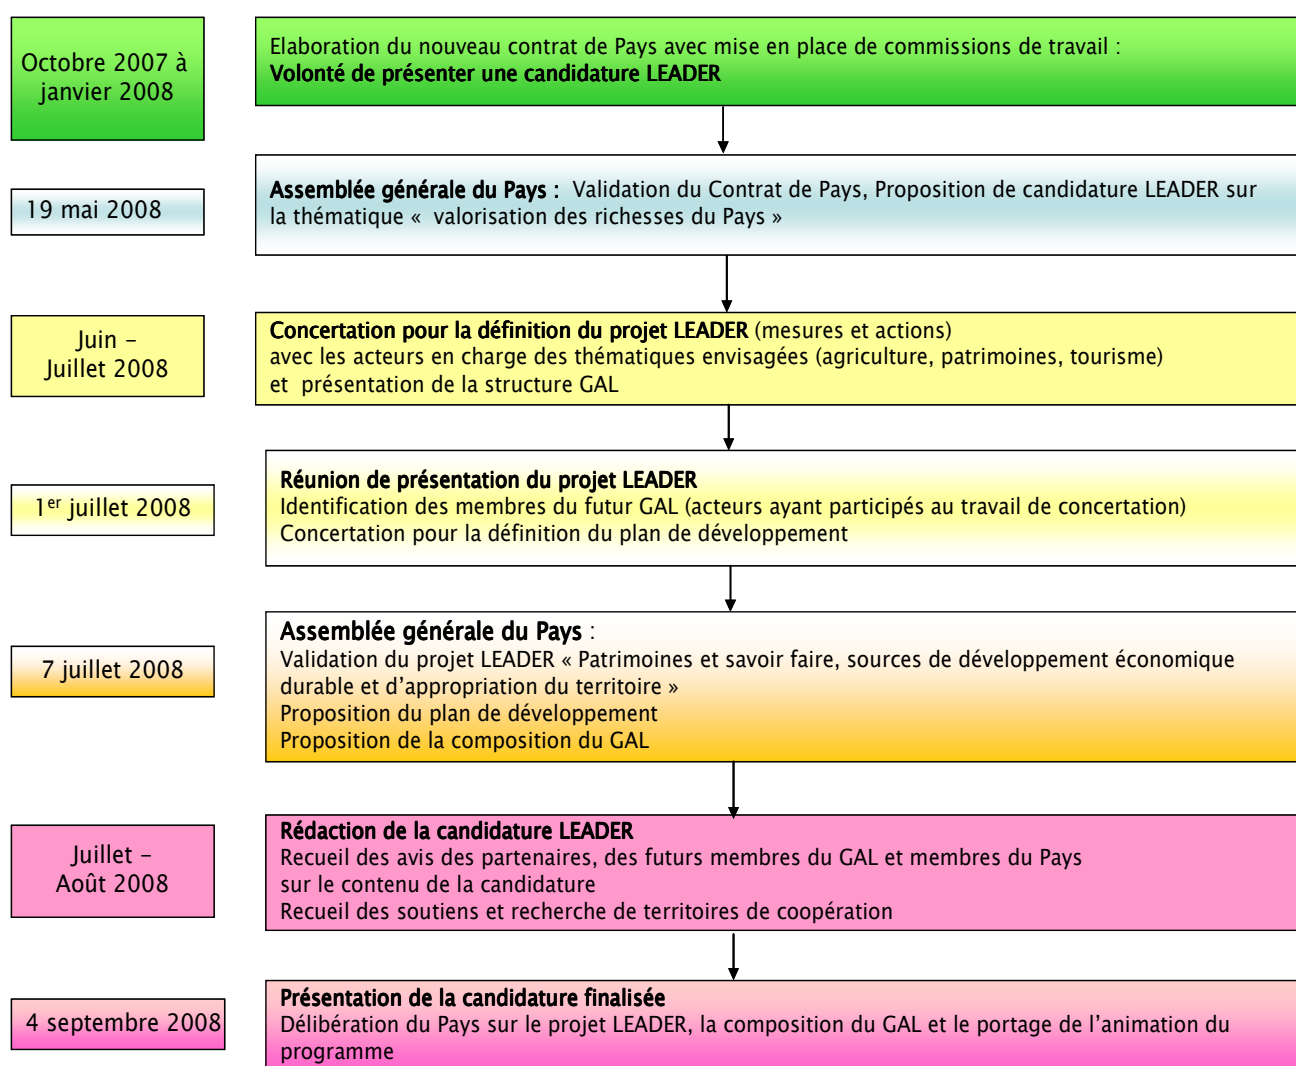 Octobre 2007 à
janvier 2008
Elaboration du nouveau contrat de Pays avec mise en place de commissions de travail :
Volonté de présenter une candidature LEADER
19 mai 2008
Assemblée générale du Pays : Validation du Contrat de Pays, Proposition de candidature LEADER sur
la thématique « valorisation des richesses du Pays »
Juin –
Juillet 2008
Concertation pour la définition du projet LEADER (mesures et actions)
avec les acteurs en charge des thématiques envisagées (agriculture, patrimoines, tourisme)
et présentation de la structure GAL
1er juillet 2008
Réunion de présentation du projet LEADER
Identification des membres du futur GAL (acteurs ayant participés au travail de concertation)
Concertation pour la définition du plan de développement
7 juillet 2008
Assemblée générale du Pays :
Validation du projet LEADER « Patrimoines et savoir faire, sources de développement économique
durable et d'appropriation du territoire »
Proposition du plan de développement
Proposition de la composition du GAL
Juillet –
Août 2008
Rédaction de la candidature LEADER
Recueil des avis des partenaires, des futurs membres du GAL et membres du Pays
sur le contenu de la candidature
Recueil des soutiens et recherche de territoires de coopération
4 septembre 2008
Présentation de la candidature finalisée
Délibération du Pays sur le projet LEADER, la composition du GAL et le portage de l'animation du
programme